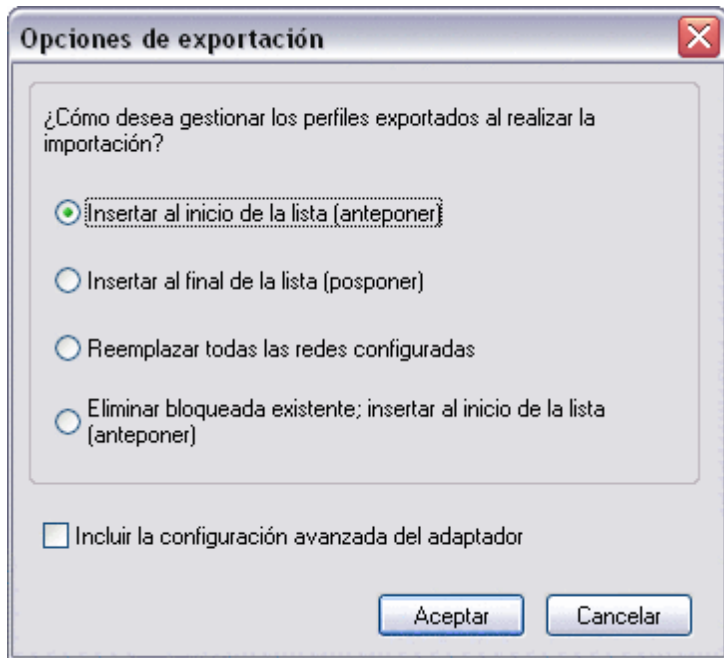 Opciones de exportación
¿Cómo desea gestionar los perfiles exportados al realizar la
importación?
Insertar al inicio de la lista (anteponer)
Insertar al final de la lista (posponer)
Reemplazar todas las redes configuradas
Eliminar bloqueada existente; insertar al inicio de la lista
(anteponer)
Incluir la configuración avanzada del adaptador
Aceptar
Cancelar